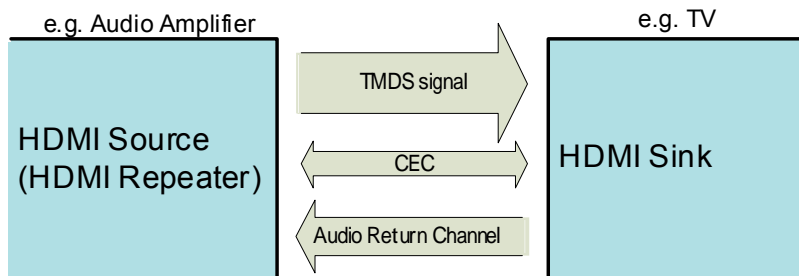 e.g. Audio Amplifier
e.g. TV
HDMI Source
(HDMI Repeater)
TMDS signal
CEC
Audio Return Channel
HDMI Sink